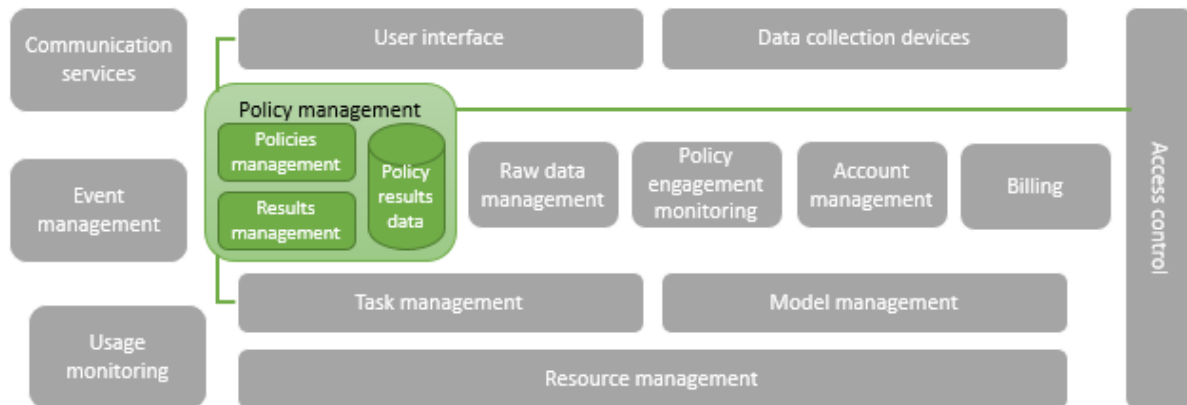 Communication
services
User interface
Data collection devices
Policy management
Policies
management
Results
management
Policy
results
data
Raw data
management
Policy
engagement
monitoring
Account
management
Billing
Access control
Event
management
Task management
Model management
Usage
monitoring
Resource management